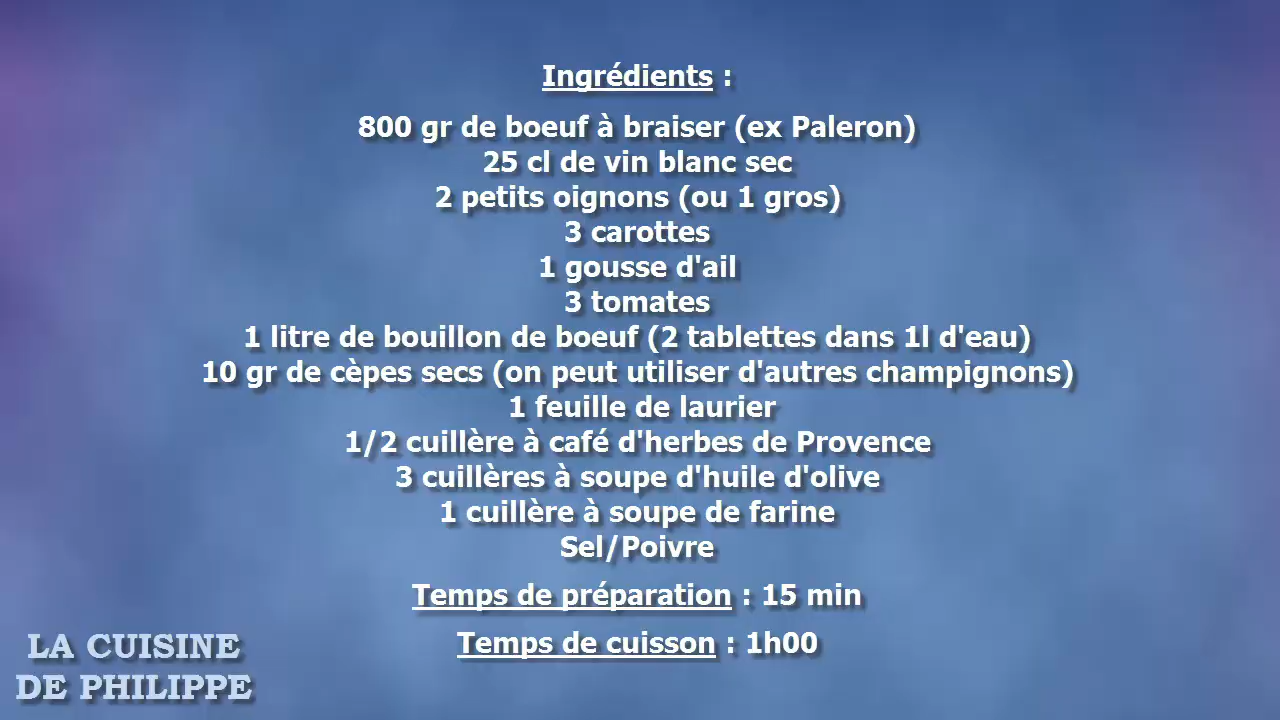 Ingrédients :
800 gr de boeuf à braiser (ex Paleron)
25 cl de vin blanc sec
2 petits oignons (ou 1 gros)
3 carottes
1 gousse d'ail
3 tomates
1 litre de bouillon de boeuf (2 tablettes dans 1l d'eau)
10 gr de cèpes secs (on peut utiliser d'autres champignons)
1 feuille de laurier
1/2 cuillère à café d'herbes de Provence
3 cuillères à soupe d'huile d'olive
1 cuillère à soupe de farine
Sel/Poivre
Temps de préparation : 15 min
Temps de cuisson : 1h00
LA CUISINE
DE PHILIPPE